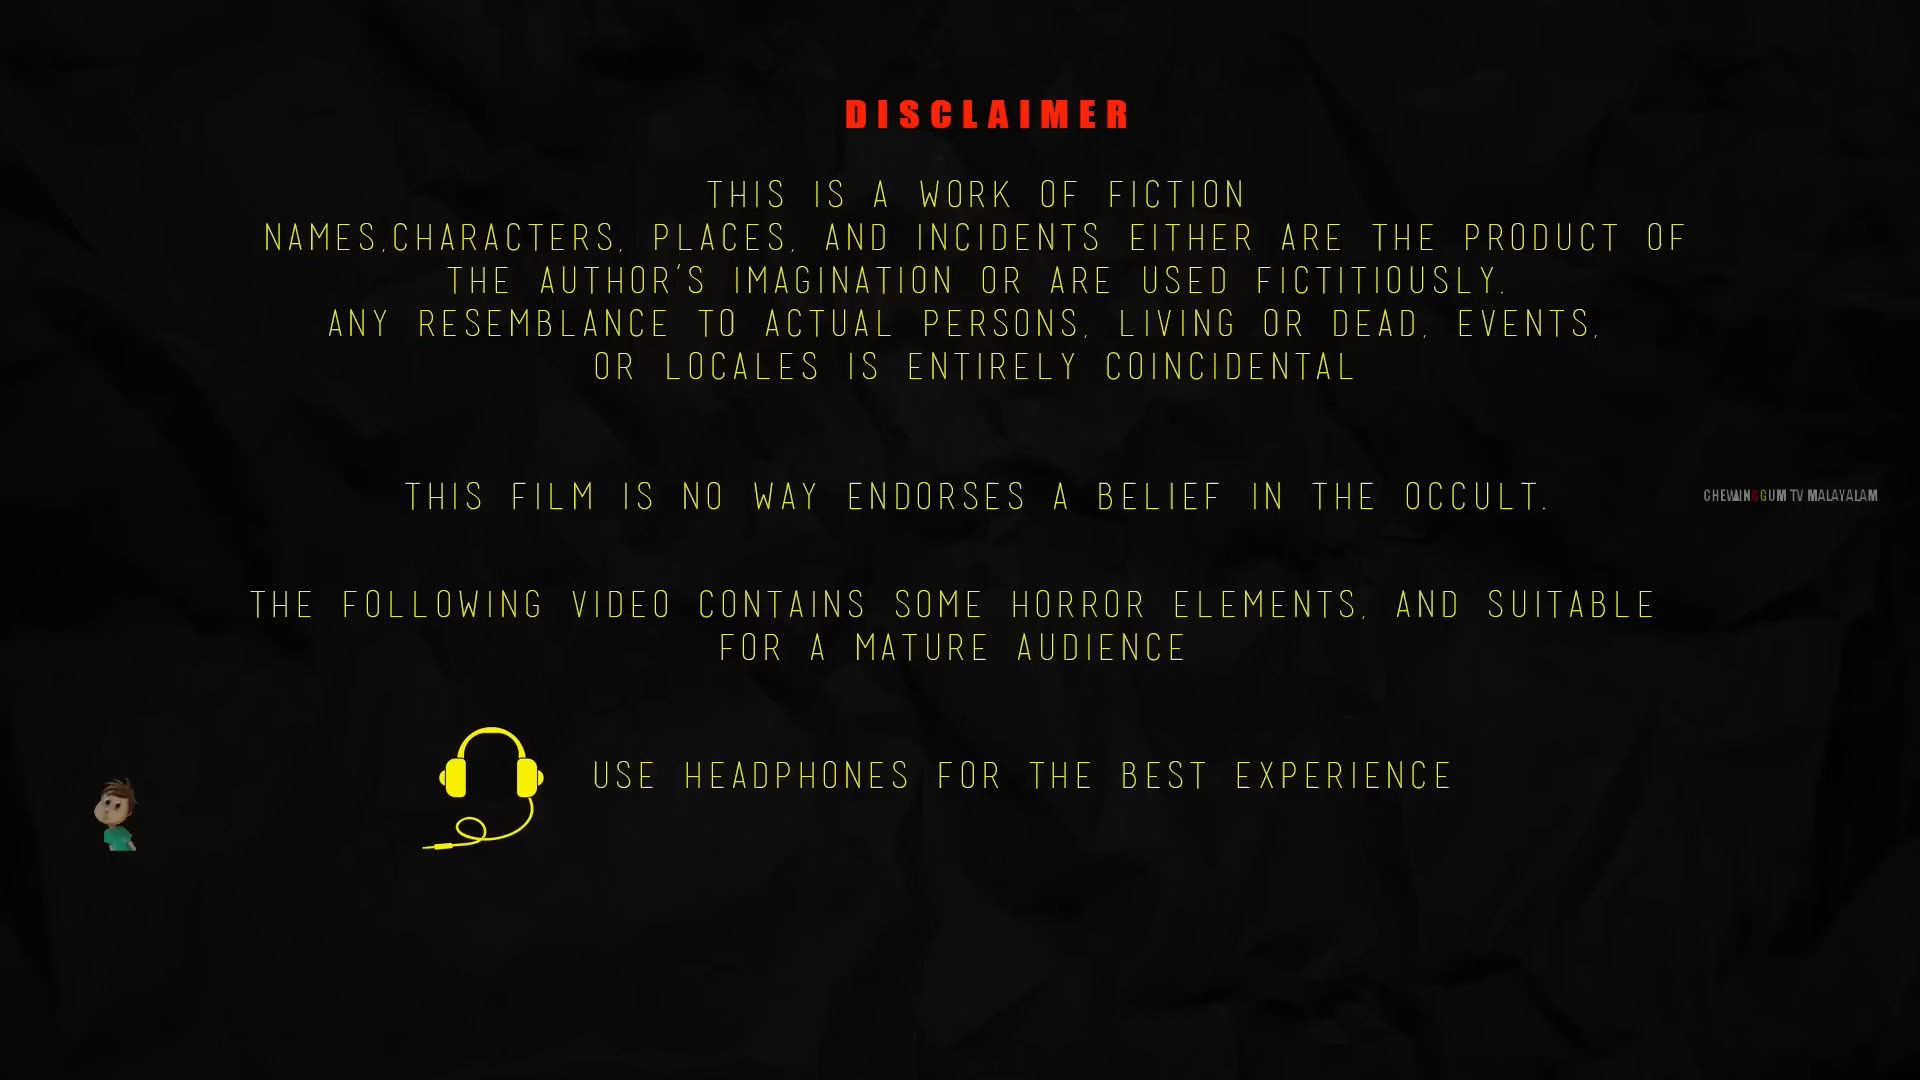 DISCLAIMER
THIS IS A WORK OF FICTION
NAMES,CHARACTERS, PLACES, AND INCIDENTS EITHER ARE THE PRODUCT OF
THE AUTHOR'S IMAGINATION OR ARE USED FICTITIOUSLY.
ANY RESEMBLANCE TO ACTUAL PERSONS, LIVING OR DEAD, EVENTS,
OR LOCALES IS ENTIRELY COINCIDENTAL
THIS FILM IS NO WAY ENDORSES A BELIEF IN THE OCCULT.
CHEWINGGUM TV MALAYALAM
THE FOLLOWING VIDEO CONTAINS SOME HORROR ELEMENTS, AND SUITABLE
FOR A MATURE AUDIENCE
USE HEADPHONES FOR THE BEST EXPERIENCE